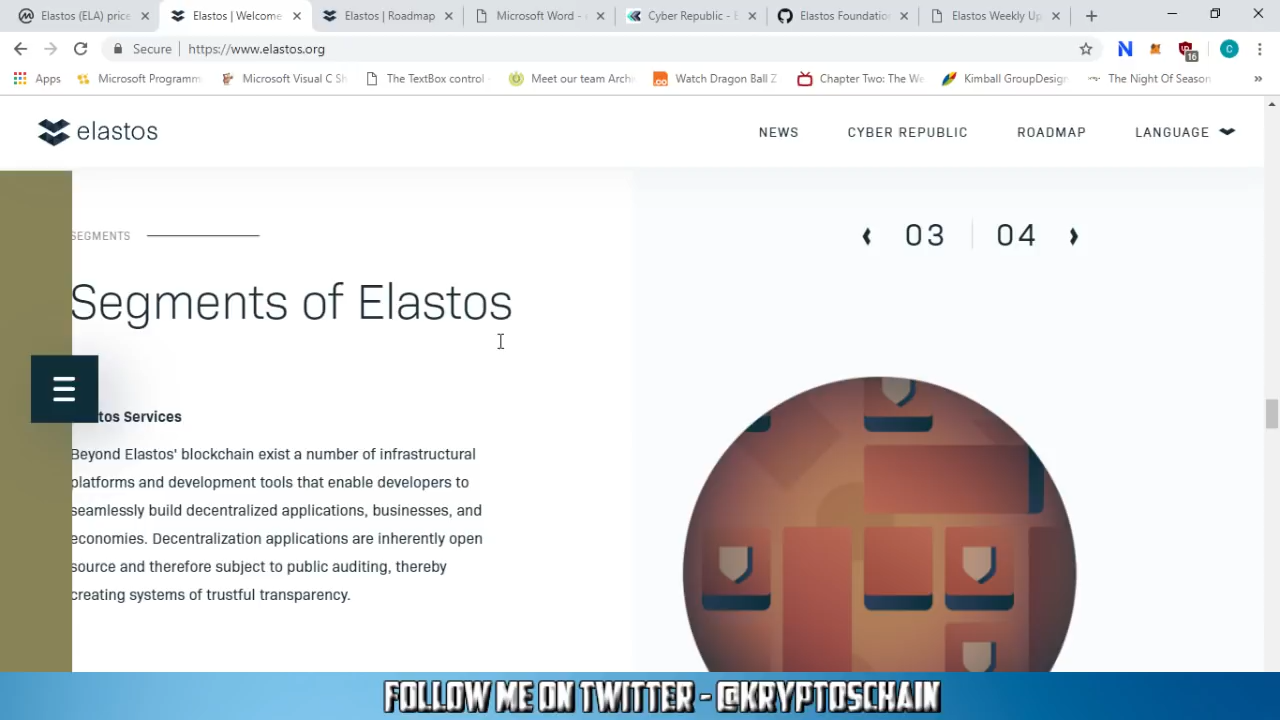 Elastos (ELA) price
Elastos | Welcome
Elastos | Roadmap
Microsoft Word -
Cyber Republic - E
Elastos Foundatio
Elastos Weekly Up
Secure
https://www.elastos.org
16
C
Apps
Microsoft Programm
Microsoft Visual C S
The TextBox control -
Meet our team Arch
Watch Dragon Ball Z
Chapter Two: The We
Kimball GroupDesign
The Night Of Season
»
elastos
NEWS
CYBER REPUBLIC
ROADMAP
LANGUAGE
SEGMENTS
03
04
Segments of Elastos
tos Services
Beyond Elastos' blockchain exist a number of infrastructural
platforms and development tools that enable developers to
seamlessly build decentralized applications, businesses, and
economies. Decentralization applications are inherently open
source and therefore subject to public auditing, thereby
creating systems of trustful transparency.
FOLLOW ME ON TWITTER - @KRYPTOSCHAIN